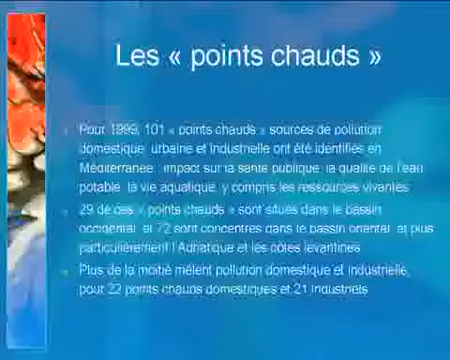 Les « points chauds »
Pour 1999, 101 « points chauds » sources de pollution
domestique, urbaine et industrielle ont été identifiés en
Méditerranée : impact sur la santé publique, la qualité de l'eau
potable, la vie aquatique, y compris les ressources vivantes
29 de ces « points chauds » sont situés dans le bassin
occidental, et 72 sont concentrés dans le bassin oriental, et plus
particulièrement l'Adriatique et les côtes levantines
Plus de la moitié mêlent pollution domestique et industrielle,
pour 22 points chauds domestiques et 21 industriels